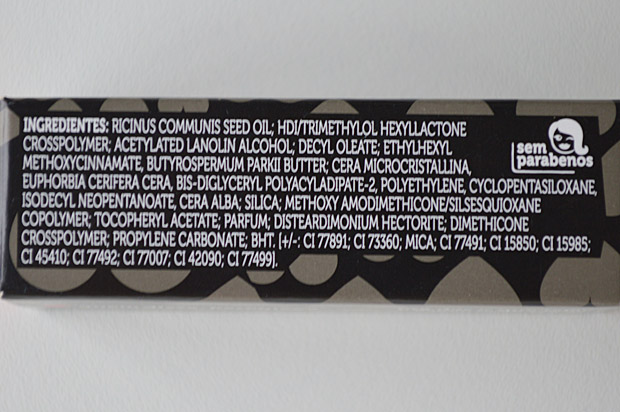 INGREDIENTES: RICINUS COMMUNIS SEED OIL; HDI/TRIMETHYLOL HEXYLLACTONE
CROSSPOLYMER; ACETYLATED LANOLIN ALCOHOL; DECYL OLEATE; ETHYLHEXYL
METHOXYCINNAMATE, BUTYROSPERMUM PARKII BUTTER; CERA MICROCRISTALLINA,
EUPHORBIA CERIFERA CERA, BIS-DIGLYCERYL POLYACYLADIPATE-2, POLYETHYLENE, CYCLOPENTASILOXANE,
ISODECYL NEOPENTANOATE, CERA ALBA; SILICA; METHOXY AMODIMETHICONE/SILSESQUIOXANE
COPOLYMER; TOCOPHERYL ACETATE; PARFUM; DISTEARDIMONIUM HECTORITE; DIMETHICONE
CROSSPOLYMER; PROPYLENE CARBONATE; BHT. [+/-: CI 77891; CI 73360; MICA; CI 77491; CI 15850; CI 15985;
CI 45410; CI 77492; CI 77007; CI 42090; CI 77499].
sem
parabenos